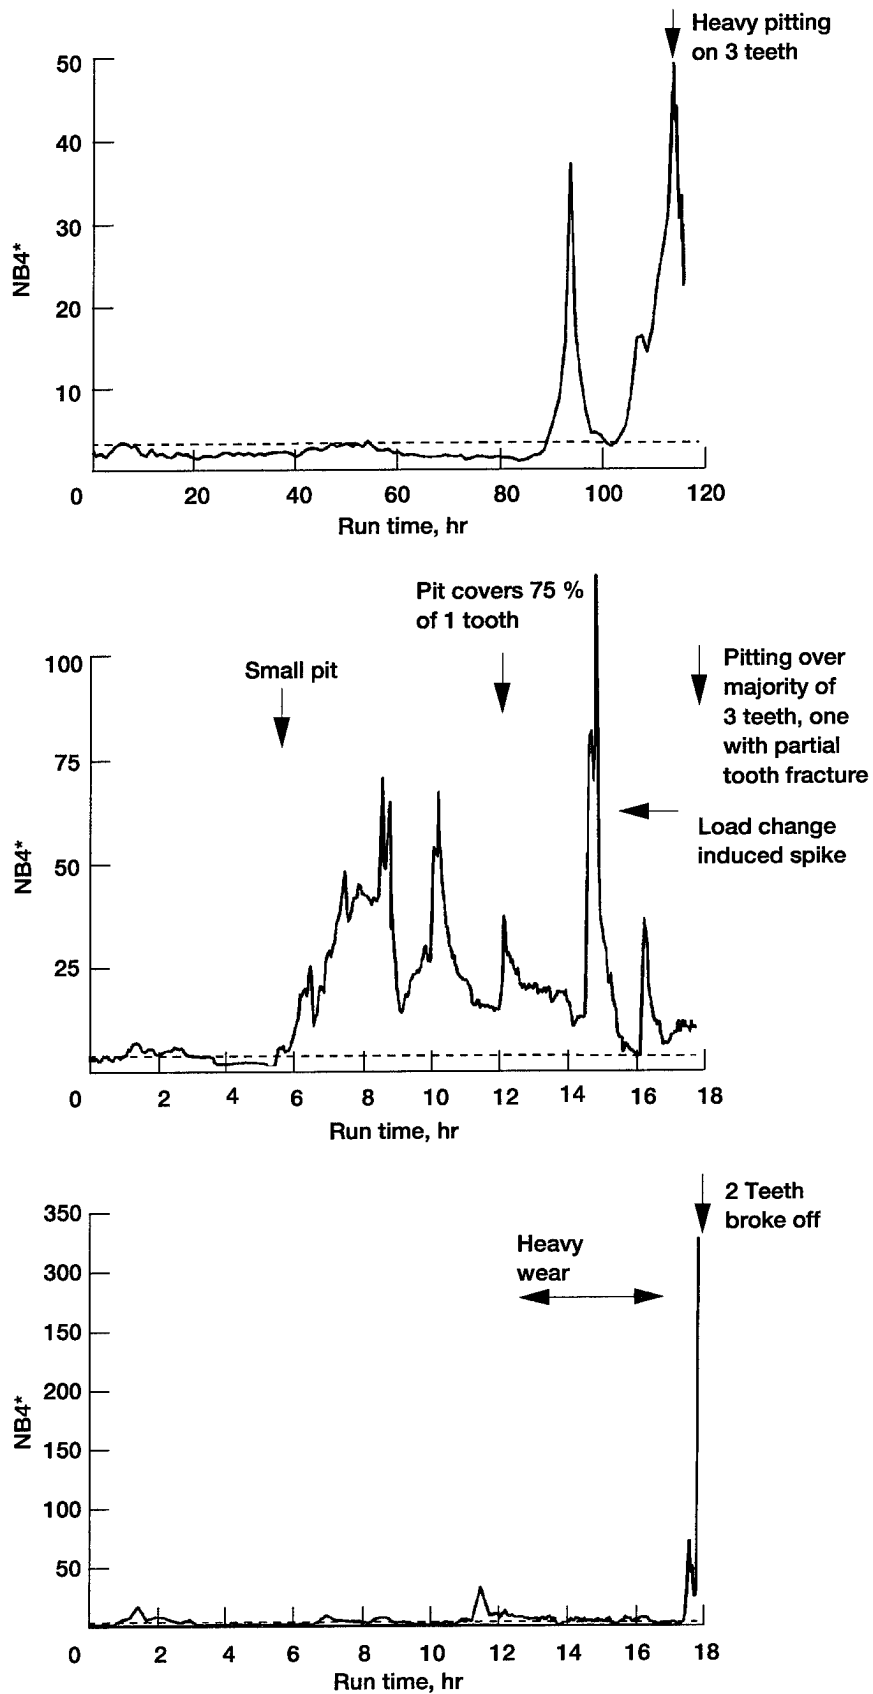 Heavy pitting
on 3 teeth
50
40
30
20
10
NB4*
0 20 40 60 80 100 120
Run time, hr
Pit covers 75 %
of 1 tooth
Small pit
Pitting over
majority of
3 teeth, one
with partial
tooth fracture
Load change
induced spike
100
75
50
25
NB4*
0 2 4 6 8 10 12 14 16 18
Run time, hr
2 Teeth
broke off
Heavy
wear
350
300
150
200
150
100
50
NB4*
0 2 4 6 8 10 12 14 16 18
Run time, hr